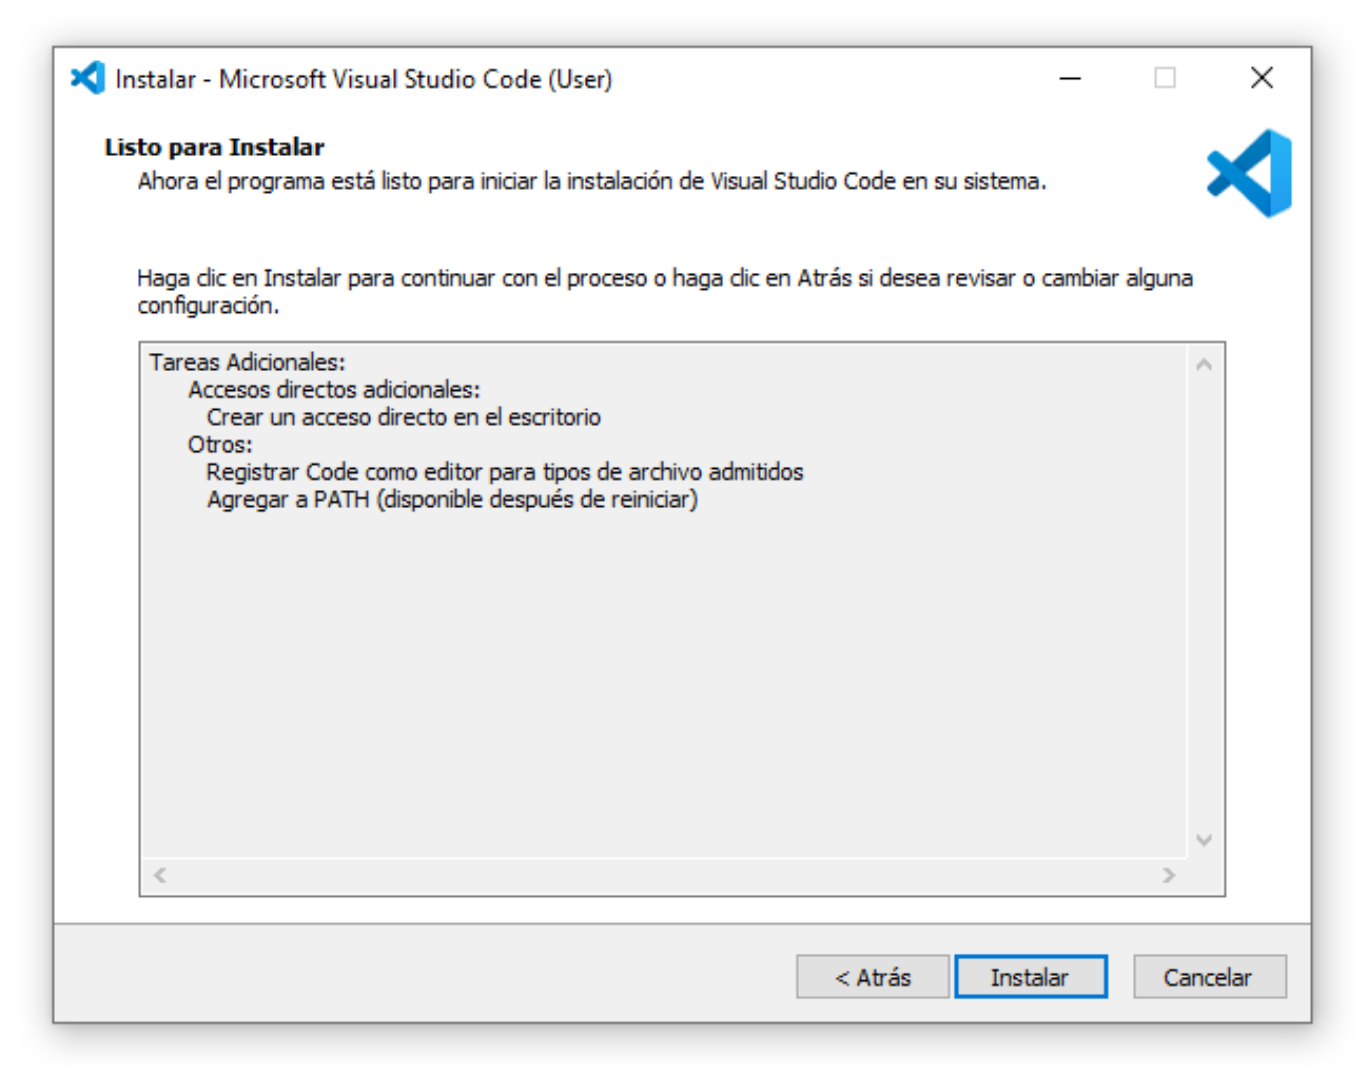 Instalar - Microsoft Visual Studio Code (User)
Listo para Instalar
Ahora el programa está listo para iniciar la instalación de Visual Studio Code en su sistema.
Haga clic en Instalar para continuar con el proceso o haga clic en Atrás si desea revisar o cambiar alguna
configuración.
Tareas Adicionales:
Accesos directos adicionales:
Crear un acceso directo en el escritorio
Otros:
Registrar Code como editor para tipos de archivo admitidos
Agregar a PATH (disponible después de reiniciar)
< Atrás Instalar Cancelar